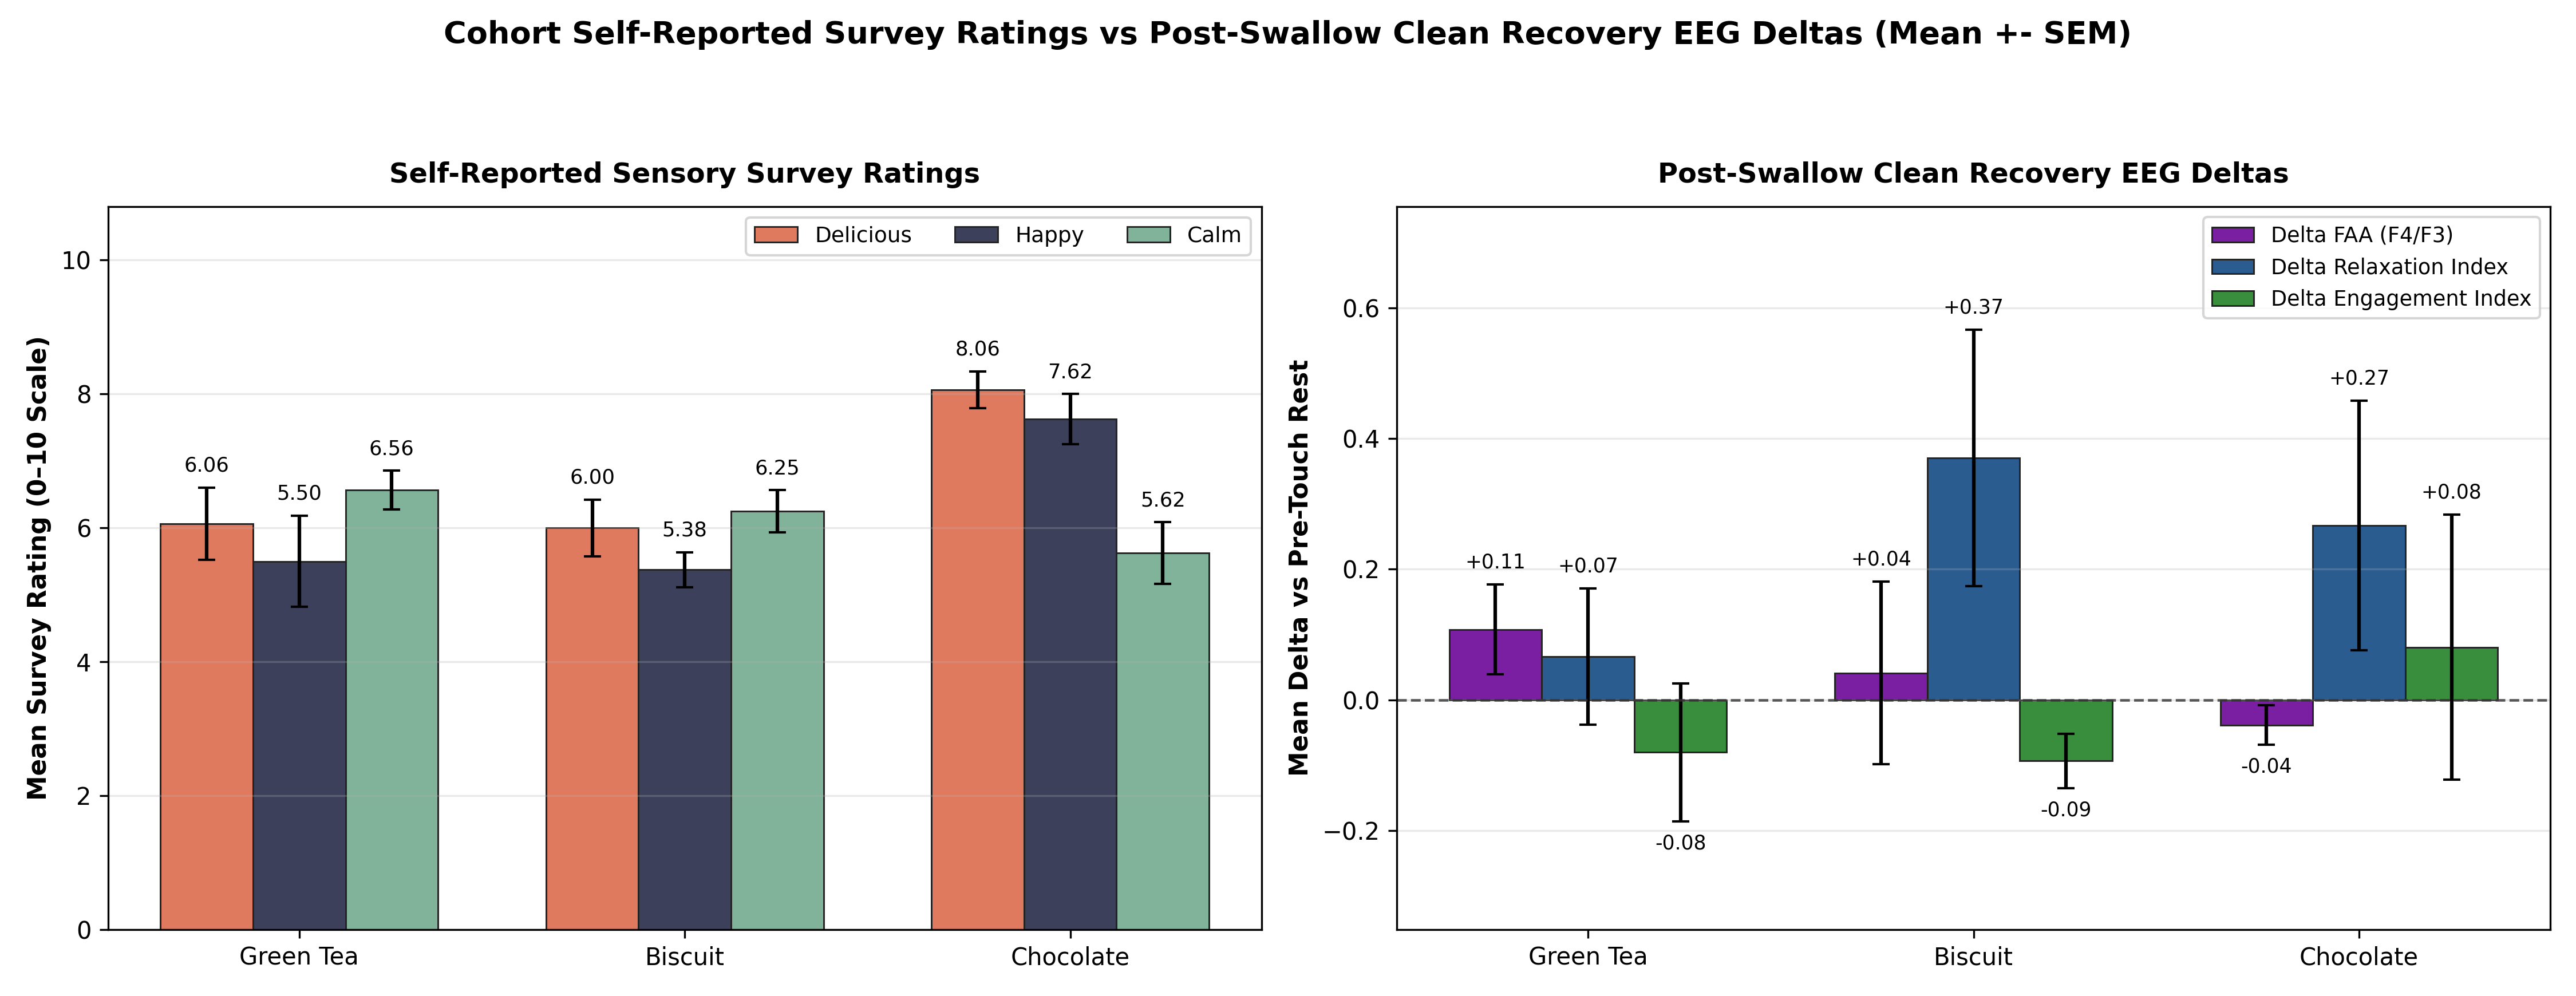 Cohort Self-Reported Survey Ratings vs Post-Swallow Clean Recovery EEG Deltas (Mean +- SEM)
Self-Reported Sensory Survey Ratings
Mean Survey Rating (0–10 Scale)
10
8
6
4
2
0
Delicious Happy Calm
6.06
5.50
6.56
6.00
5.38
6.25
8.06
7.62
5.62
Green Tea Biscuit Chocolate
Post-Swallow Clean Recovery EEG Deltas
Mean Delta vs Pre-Touch Rest
0.6
0.4
0.2
0.0
−0.2
Delta FAA (F4/F3)
Delta Relaxation Index
Delta Engagement Index
+0.11
+0.07
-0.08
+0.04
+0.37
-0.09
-0.04
+0.27
+0.08
Green Tea Biscuit Chocolate